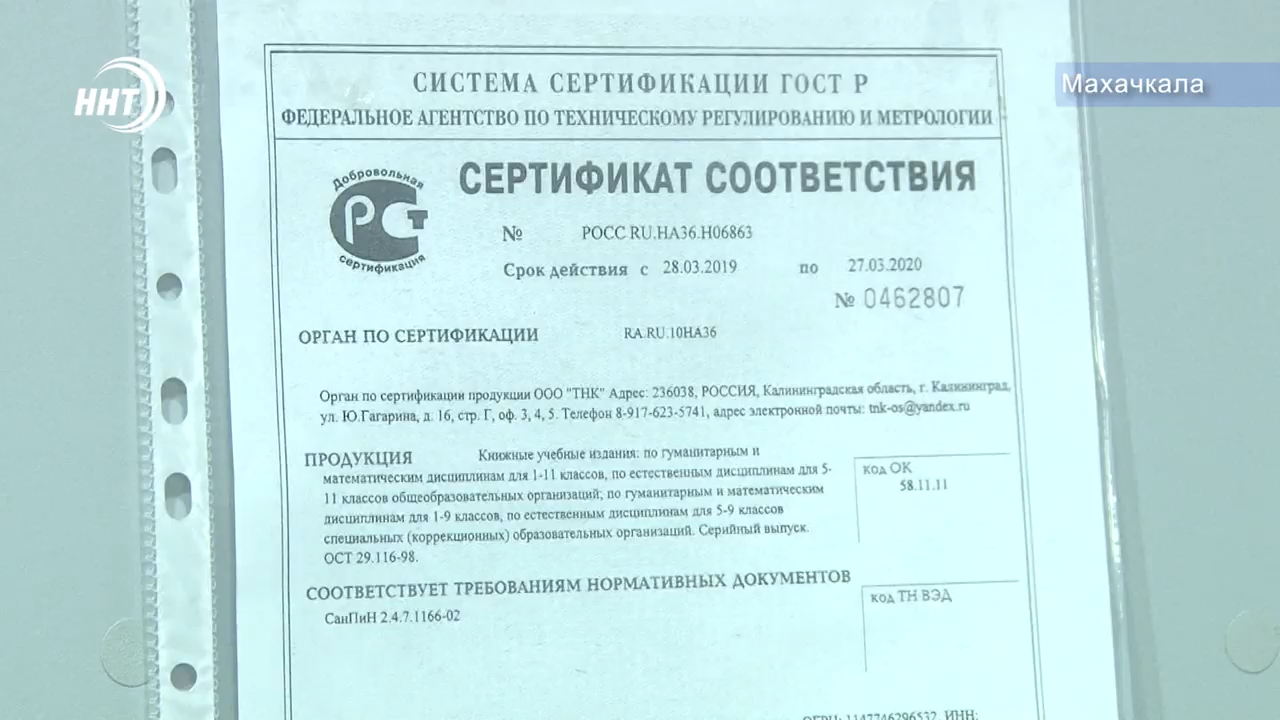 ННТ
Махачкала
СИСТЕМА СЕРТИФИКАЦИИ ГОСТ Р
ФЕДЕРАЛЬНОЕ АГЕНТСТВО ПО ТЕХНИЧЕСКОМУ РЕГУЛИРОВАНИЮ И МЕТРОЛОГИИ
Добровольная
РСТ
сертификация
СЕРТИФИКАТ СООТВЕТСТВИЯ
№ РОСС RU.НА36.Н06863
Срок действия с 28.03.2019 по 27.03.2020
№ 0462807
ОРГАН ПО СЕРТИФИКАЦИИ RA.RU.10НА36
Орган по сертификации продукции ООО "ТНК" Адрес: 236038, РОССИЯ, Калининградская область, г. Калининград,
ул. Ю.Гагарина, д. 16, стр. Г, оф. 3, 4, 5. Телефон 8-917-623-5741, адрес электронной почты: tnk-os@yandex.ru
ПРОДУКЦИЯ Книжные учебные издания: по гуманитарным и
математическим дисциплинам для 1-11 классов, по естественным дисциплинам для 5-
11 классов общеобразовательных организаций; по гуманитарным и математическим
дисциплинам для 1-9 классов, по естественным дисциплинам для 5-9 классов
специальных (коррекционных) образовательных организаций. Серийный выпуск.
ОСТ 29.116-98.
код ОК
58.11.11
СООТВЕТСТВУЕТ ТРЕБОВАНИЯМ НОРМАТИВНЫХ ДОКУМЕНТОВ
СанПиН 2.4.7.1166-02
код ТН ВЭД
ОГРН: 1147746296532, ИНН: